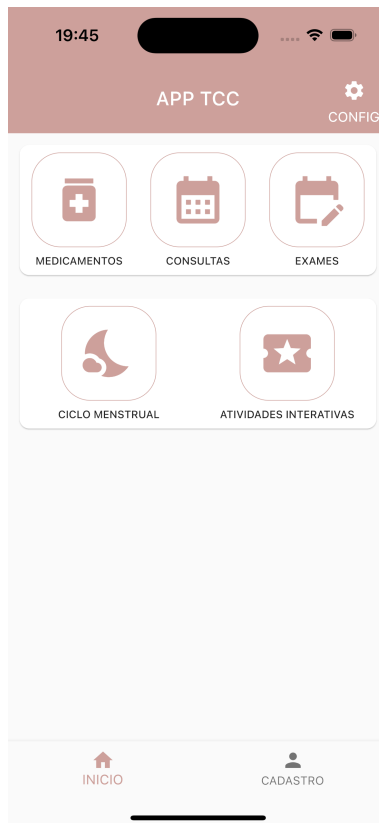 19:45
APP TCC
CONFIG
MEDICAMENTOS CONSULTAS EXAMES
CICLO MENSTRUAL ATIVIDADES INTERATIVAS
INICIO CADASTRO